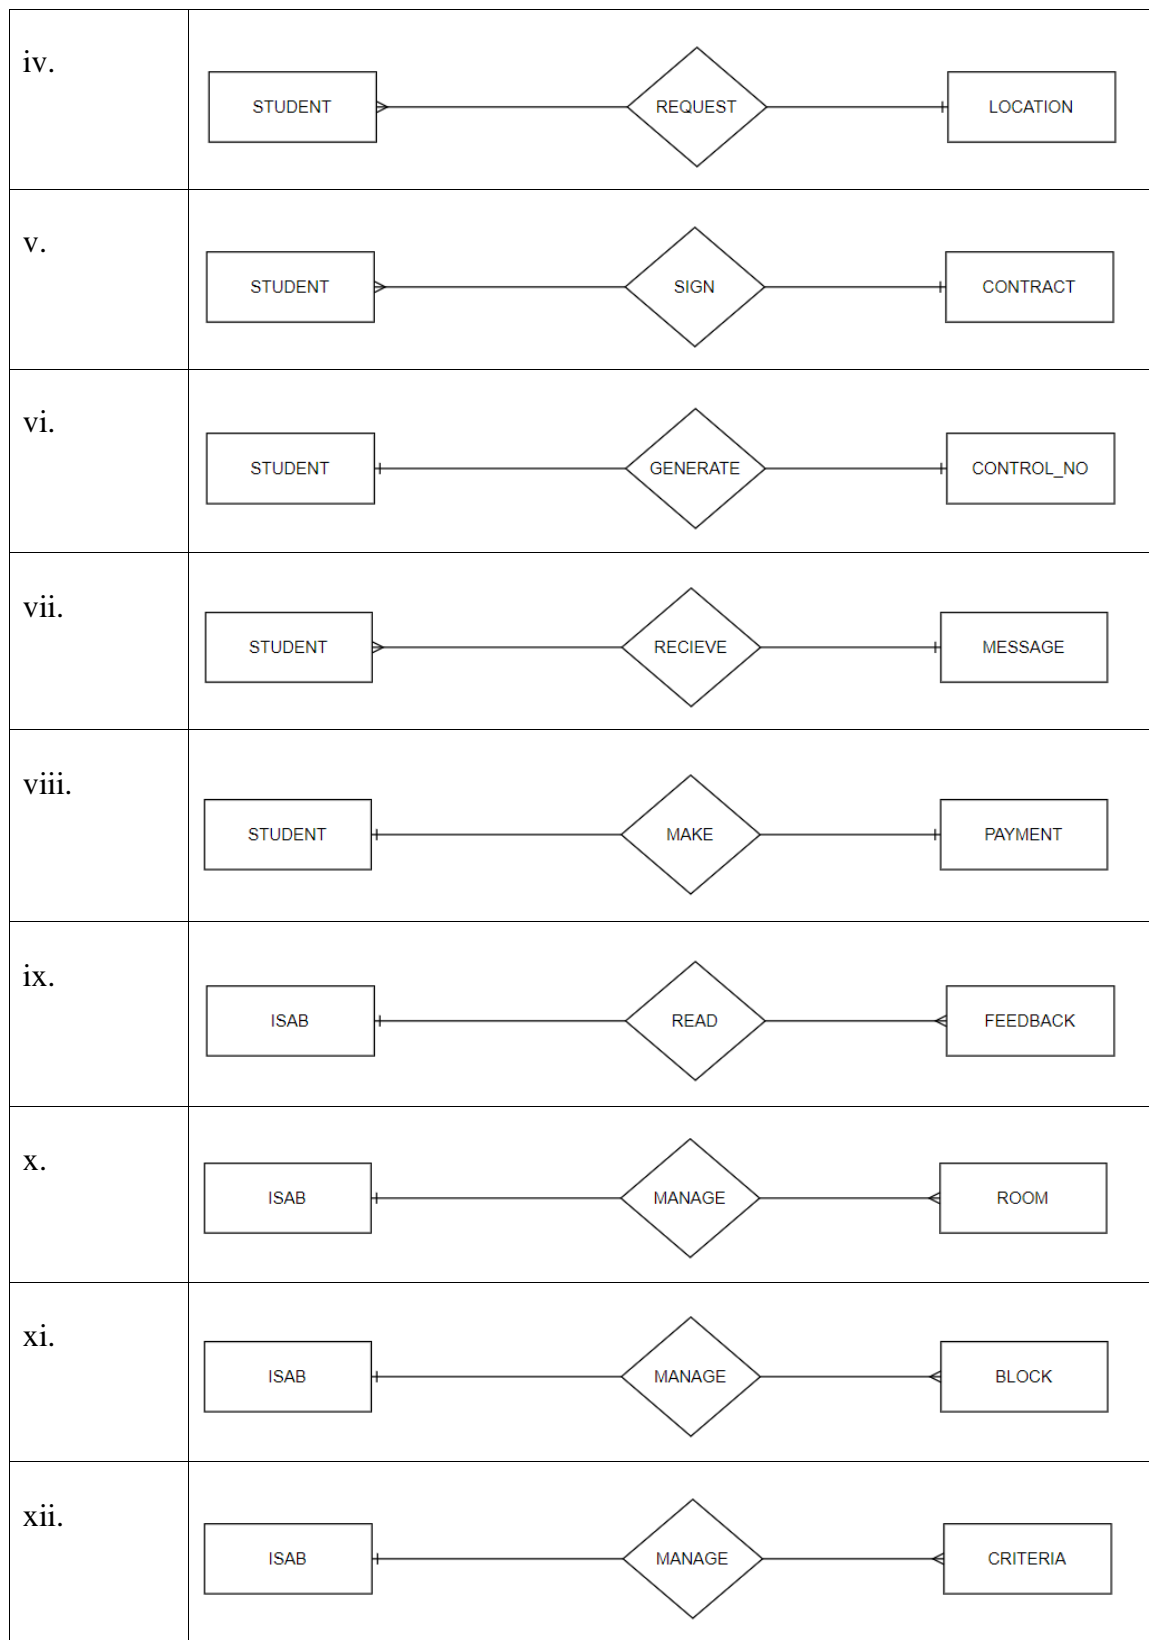 iv.
STUDENT REQUEST LOCATION
v.
STUDENT SIGN CONTRACT
vi.
STUDENT GENERATE CONTROL_NO
vii.
STUDENT RECIEVE MESSAGE
viii.
STUDENT MAKE PAYMENT
ix.
ISAB READ FEEDBACK
x.
ISAB MANAGE ROOM
xi.
ISAB MANAGE BLOCK
xii.
ISAB MANAGE CRITERIA